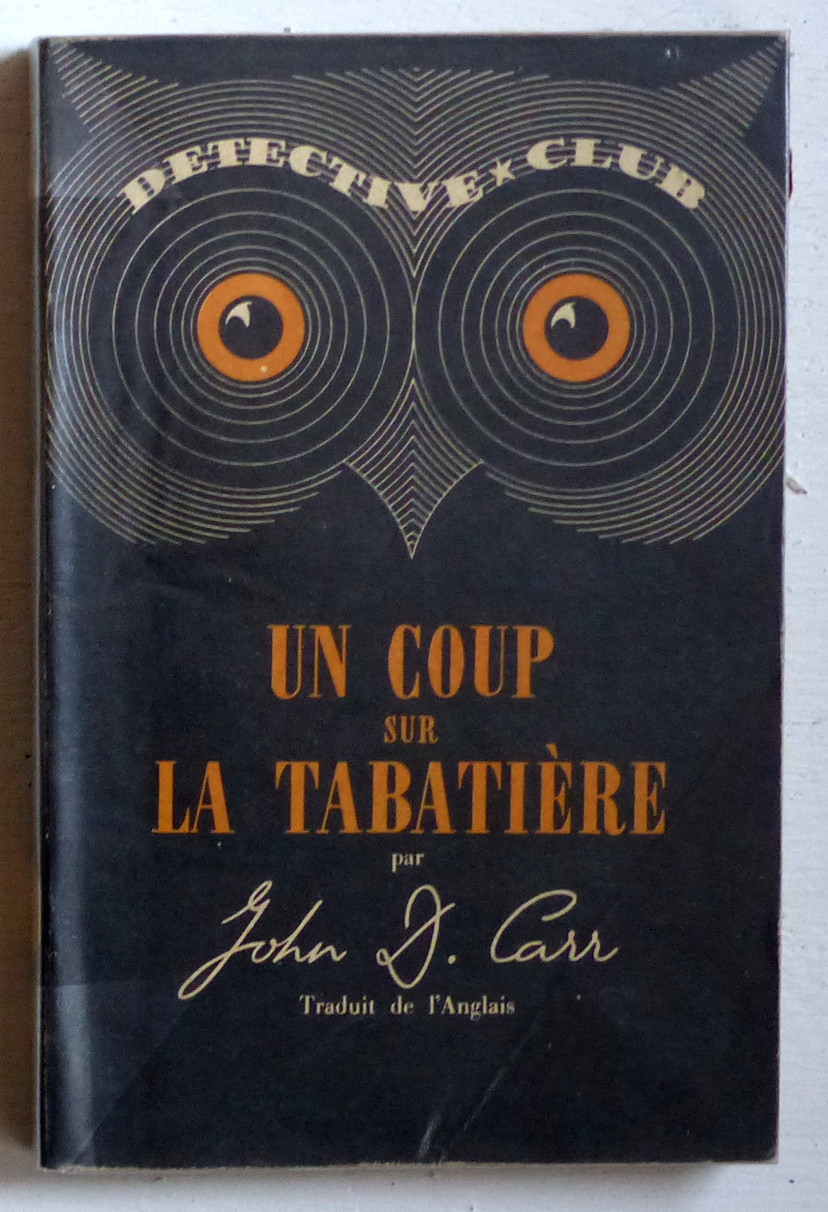 DETECTIVE★CLUB
UN COUP
SUR
LA TABATIÈRE
par
John D. Carr
Traduit de l'Anglais